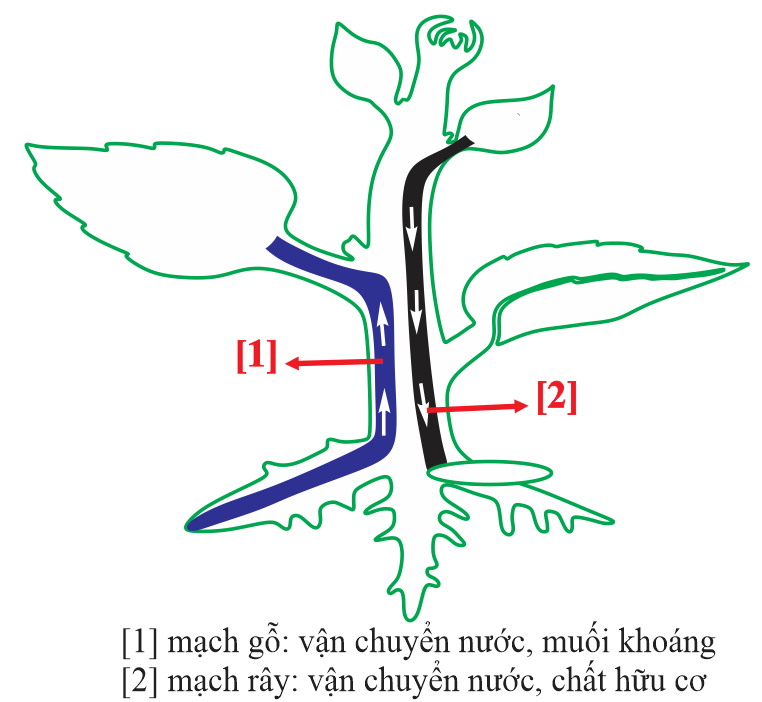 [1]
[2]
[1] mạch gỗ: vận chuyển nước, muối khoáng
[2] mạch rây: vận chuyển nước, chất hữu cơ